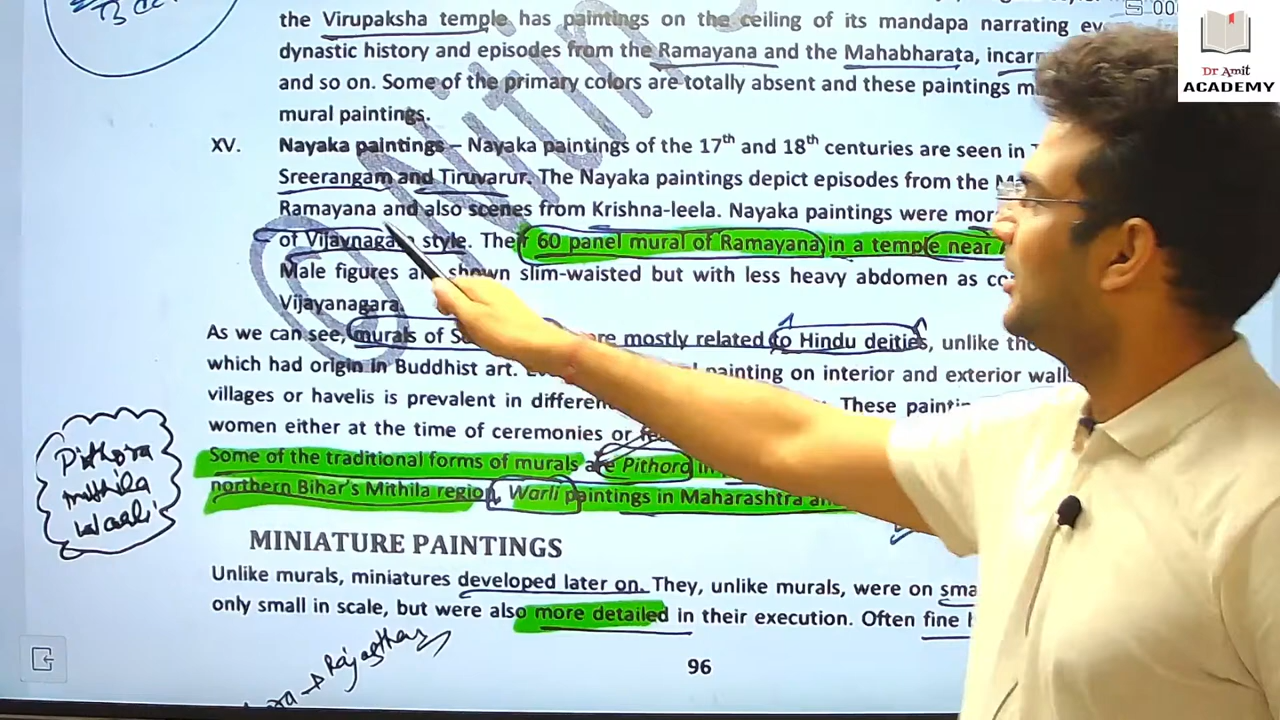 the Virupaksha temple has paintings on the ceiling of its mandapa narrating
dynastic history and episodes from the Ramayana and the Mahabharata, incar
and so on. Some of the primary colors are totally absent and these paintings m
mural paintings.
XV. Nayaka paintings – Nayaka paintings of the 17th and 18th centuries are seen in
Sreerangam and Tiruvarur. The Nayaka paintings depict episodes from the M
Ramayana and also scenes from Krishna-leela. Nayaka paintings were mor
of Vijaynagara style. Their 60 panel mural of Ramayana in a temple near
Male figures are shown slim-waisted but with less heavy abdomen as co
Vijayanagara.
As we can see, murals of are mostly related to Hindu deities, unlike
which had origin in Buddhist art. painting on interior and exterior walls
villages or havelis is prevalent in different These
women either at the time of ceremonies or
Some of the traditional forms of murals are Pithoro in
northern Bihar's Mithila region, Warli paintings in Maharashtra
Pithora
mithila
Warli
MINIATURE PAINTINGS
Unlike murals, miniatures developed later on. They, unlike murals, were on sma
only small in scale, but were also more detailed in their execution. Often fine
Rajasthan
96
Dr Amit
ACADEMY
00